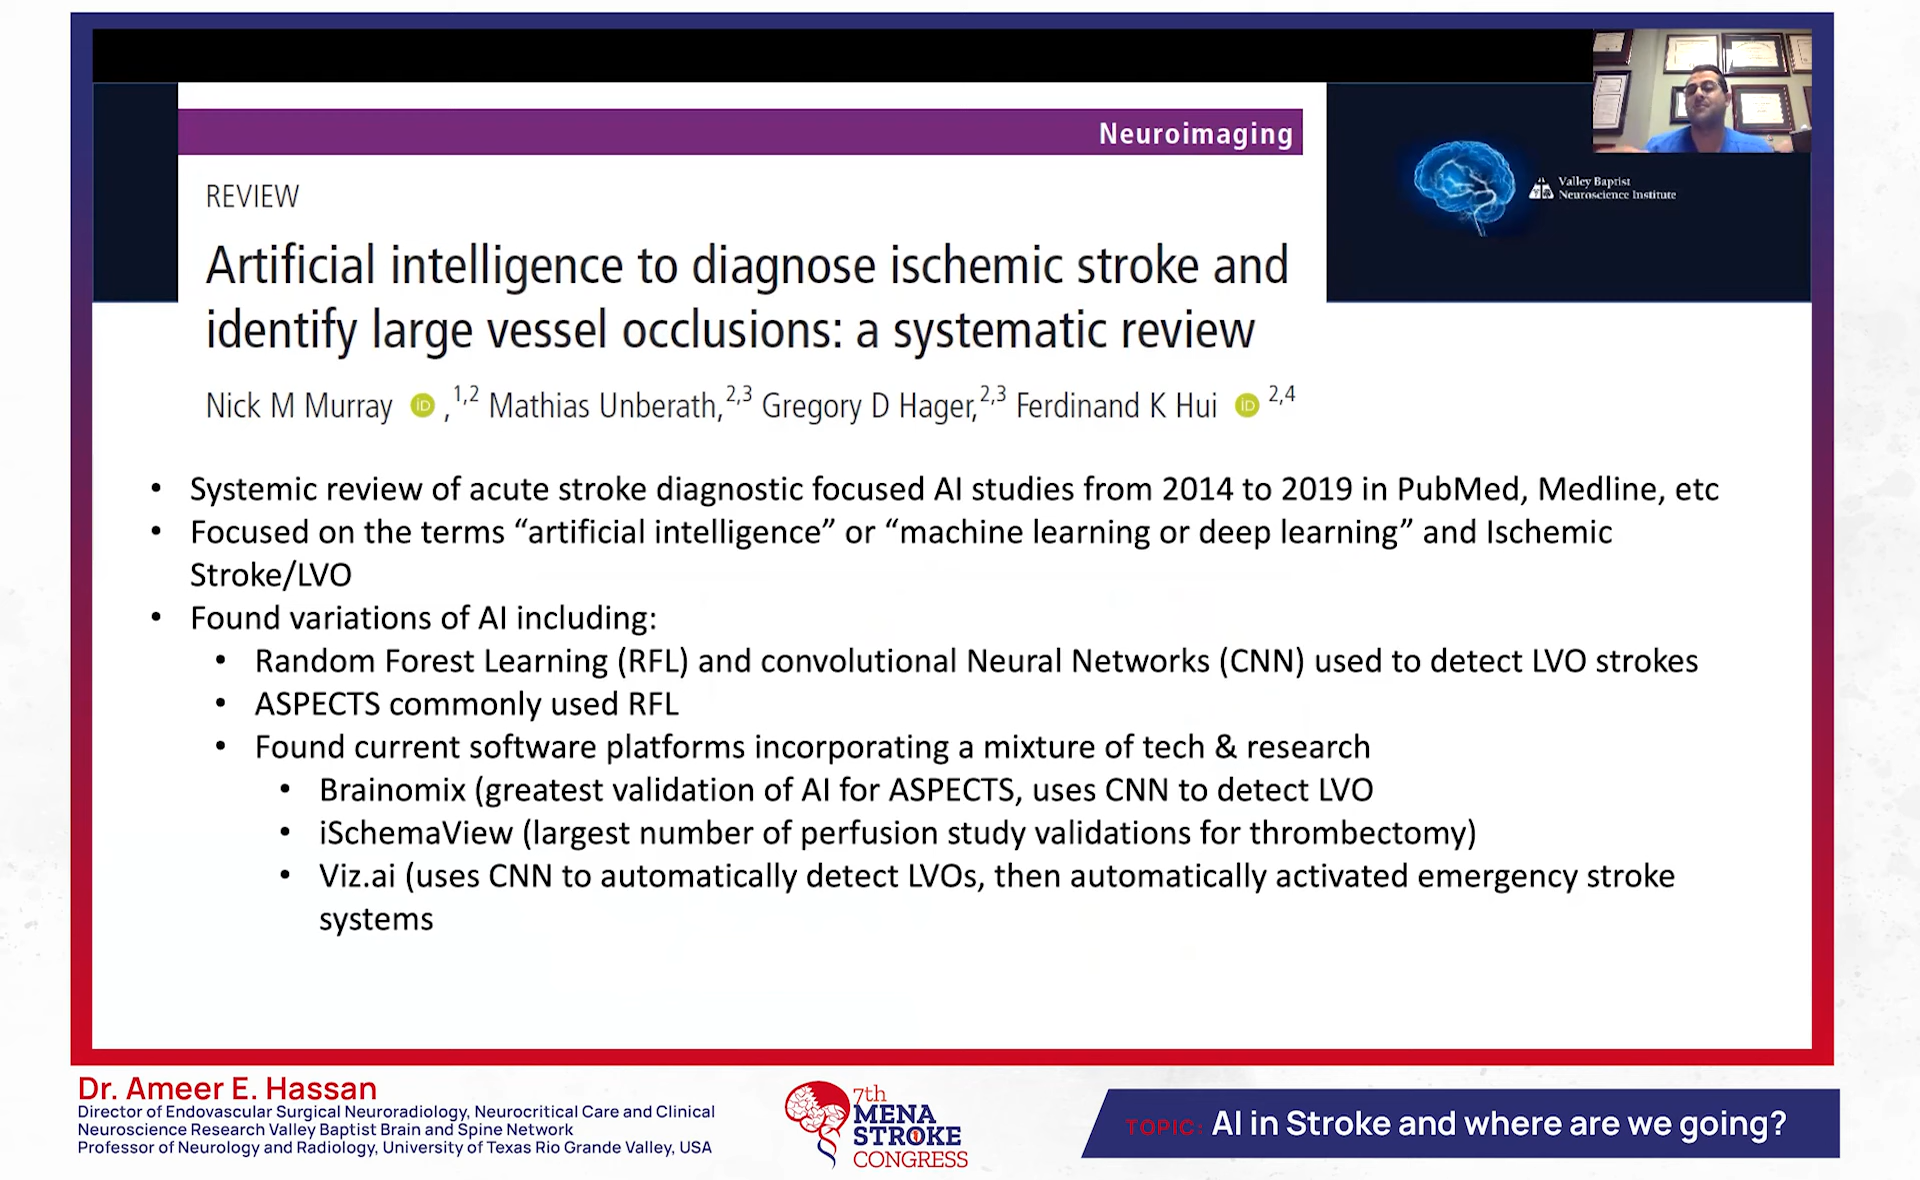 Neuroimaging
Valley Baptist
Neuroscience Institute
REVIEW
Artificial intelligence to diagnose ischemic stroke and
identify large vessel occlusions: a systematic review
Nick M Murray iD ,1,2 Mathias Unberath,2,3 Gregory D Hager,2,3 Ferdinand K Hui iD 2,4
• Systemic review of acute stroke diagnostic focused AI studies from 2014 to 2019 in PubMed, Medline, etc
• Focused on the terms “artificial intelligence” or “machine learning or deep learning” and Ischemic
Stroke/LVO
• Found variations of AI including:
• Random Forest Learning (RFL) and convolutional Neural Networks (CNN) used to detect LVO strokes
• ASPECTS commonly used RFL
• Found current software platforms incorporating a mixture of tech & research
• Brainomix (greatest validation of AI for ASPECTS, uses CNN to detect LVO
• iSchemaView (largest number of perfusion study validations for thrombectomy)
• Viz.ai (uses CNN to automatically detect LVOs, then automatically activated emergency stroke
systems
Dr. Ameer E. Hassan
Director of Endovascular Surgical Neuroradiology, Neurocritical Care and Clinical
Neuroscience Research Valley Baptist Brain and Spine Network
Professor of Neurology and Radiology, University of Texas Rio Grande Valley, USA
7th
MENA
STROKE
CONGRESS
TOPIC: AI in Stroke and where are we going?